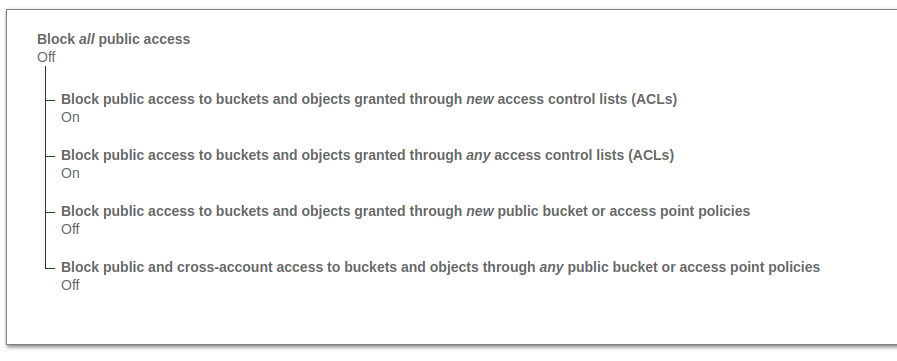 Block all public access
Off
Block public access to buckets and objects granted through new access control lists (ACLs)
On
Block public access to buckets and objects granted through any access control lists (ACLs)
On
Block public access to buckets and objects granted through new public bucket or access point policies
Off
Block public and cross-account access to buckets and objects through any public bucket or access point policies
Off